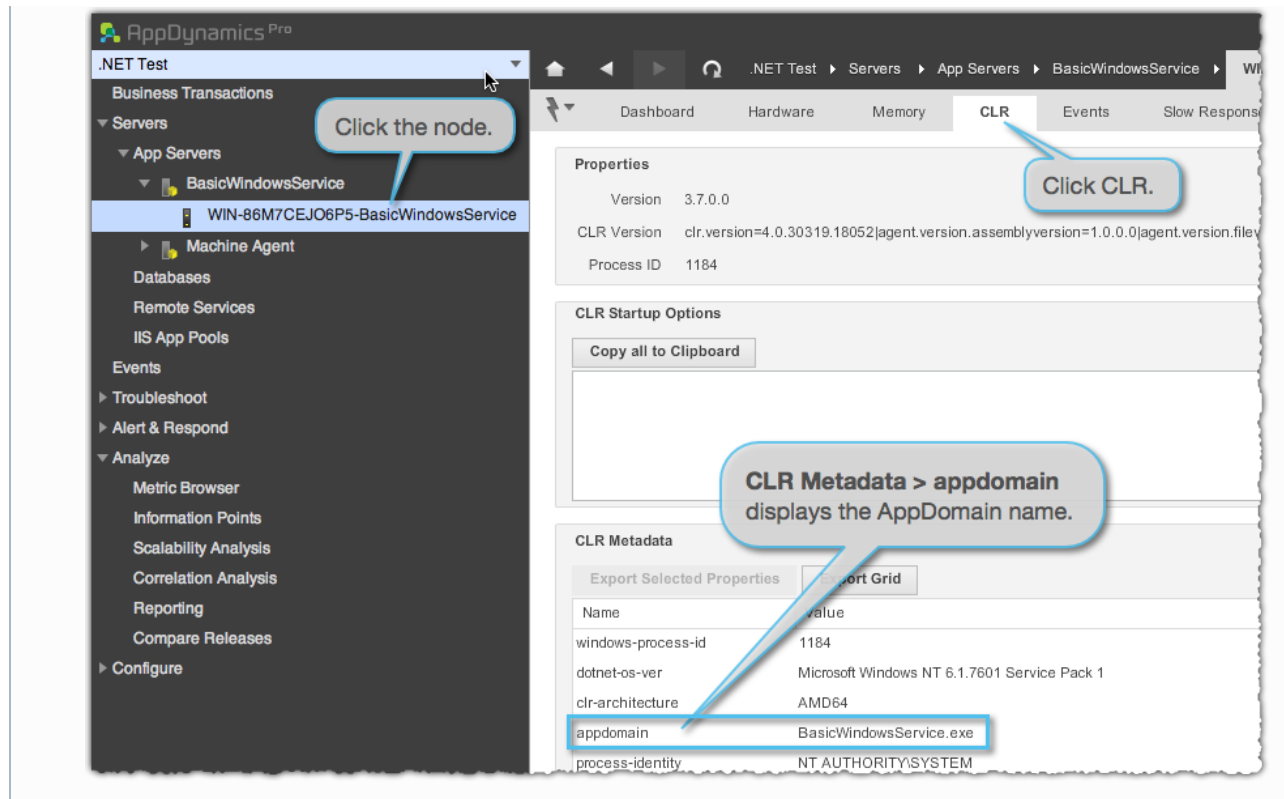 AppDynamics Pro
.NET Test
Business Transactions
Servers
App Servers
BasicWindowsService
WIN-86M7CEJO6P5-BasicWindowsService
Machine Agent
Databases
Remote Services
IIS App Pools
Events
Troubleshoot
Alert & Respond
Analyze
Metric Browser
Information Points
Scalability Analysis
Correlation Analysis
Reporting
Compare Releases
Configure
Click the node.
.NET Test Servers App Servers BasicWindowsService
Dashboard Hardware Memory CLR Events Slow Respons
Click CLR.
Properties
Version 3.7.0.0
CLR Version clr.version=4.0.30319.18052|agent.version.assemblyversion=1.0.0.0|agent.version.file
Process ID 1184
CLR Startup Options
Copy all to Clipboard
CLR Metadata > appdomain
displays the AppDomain name.
CLR Metadata
Export Selected Properties Export Grid
Name Value
windows-process-id 1184
dotnet-os-ver Microsoft Windows NT 6.1.7601 Service Pack 1
clr-architecture AMD64
appdomain BasicWindowsService.exe
process-identity NT AUTHORITY\SYSTEM